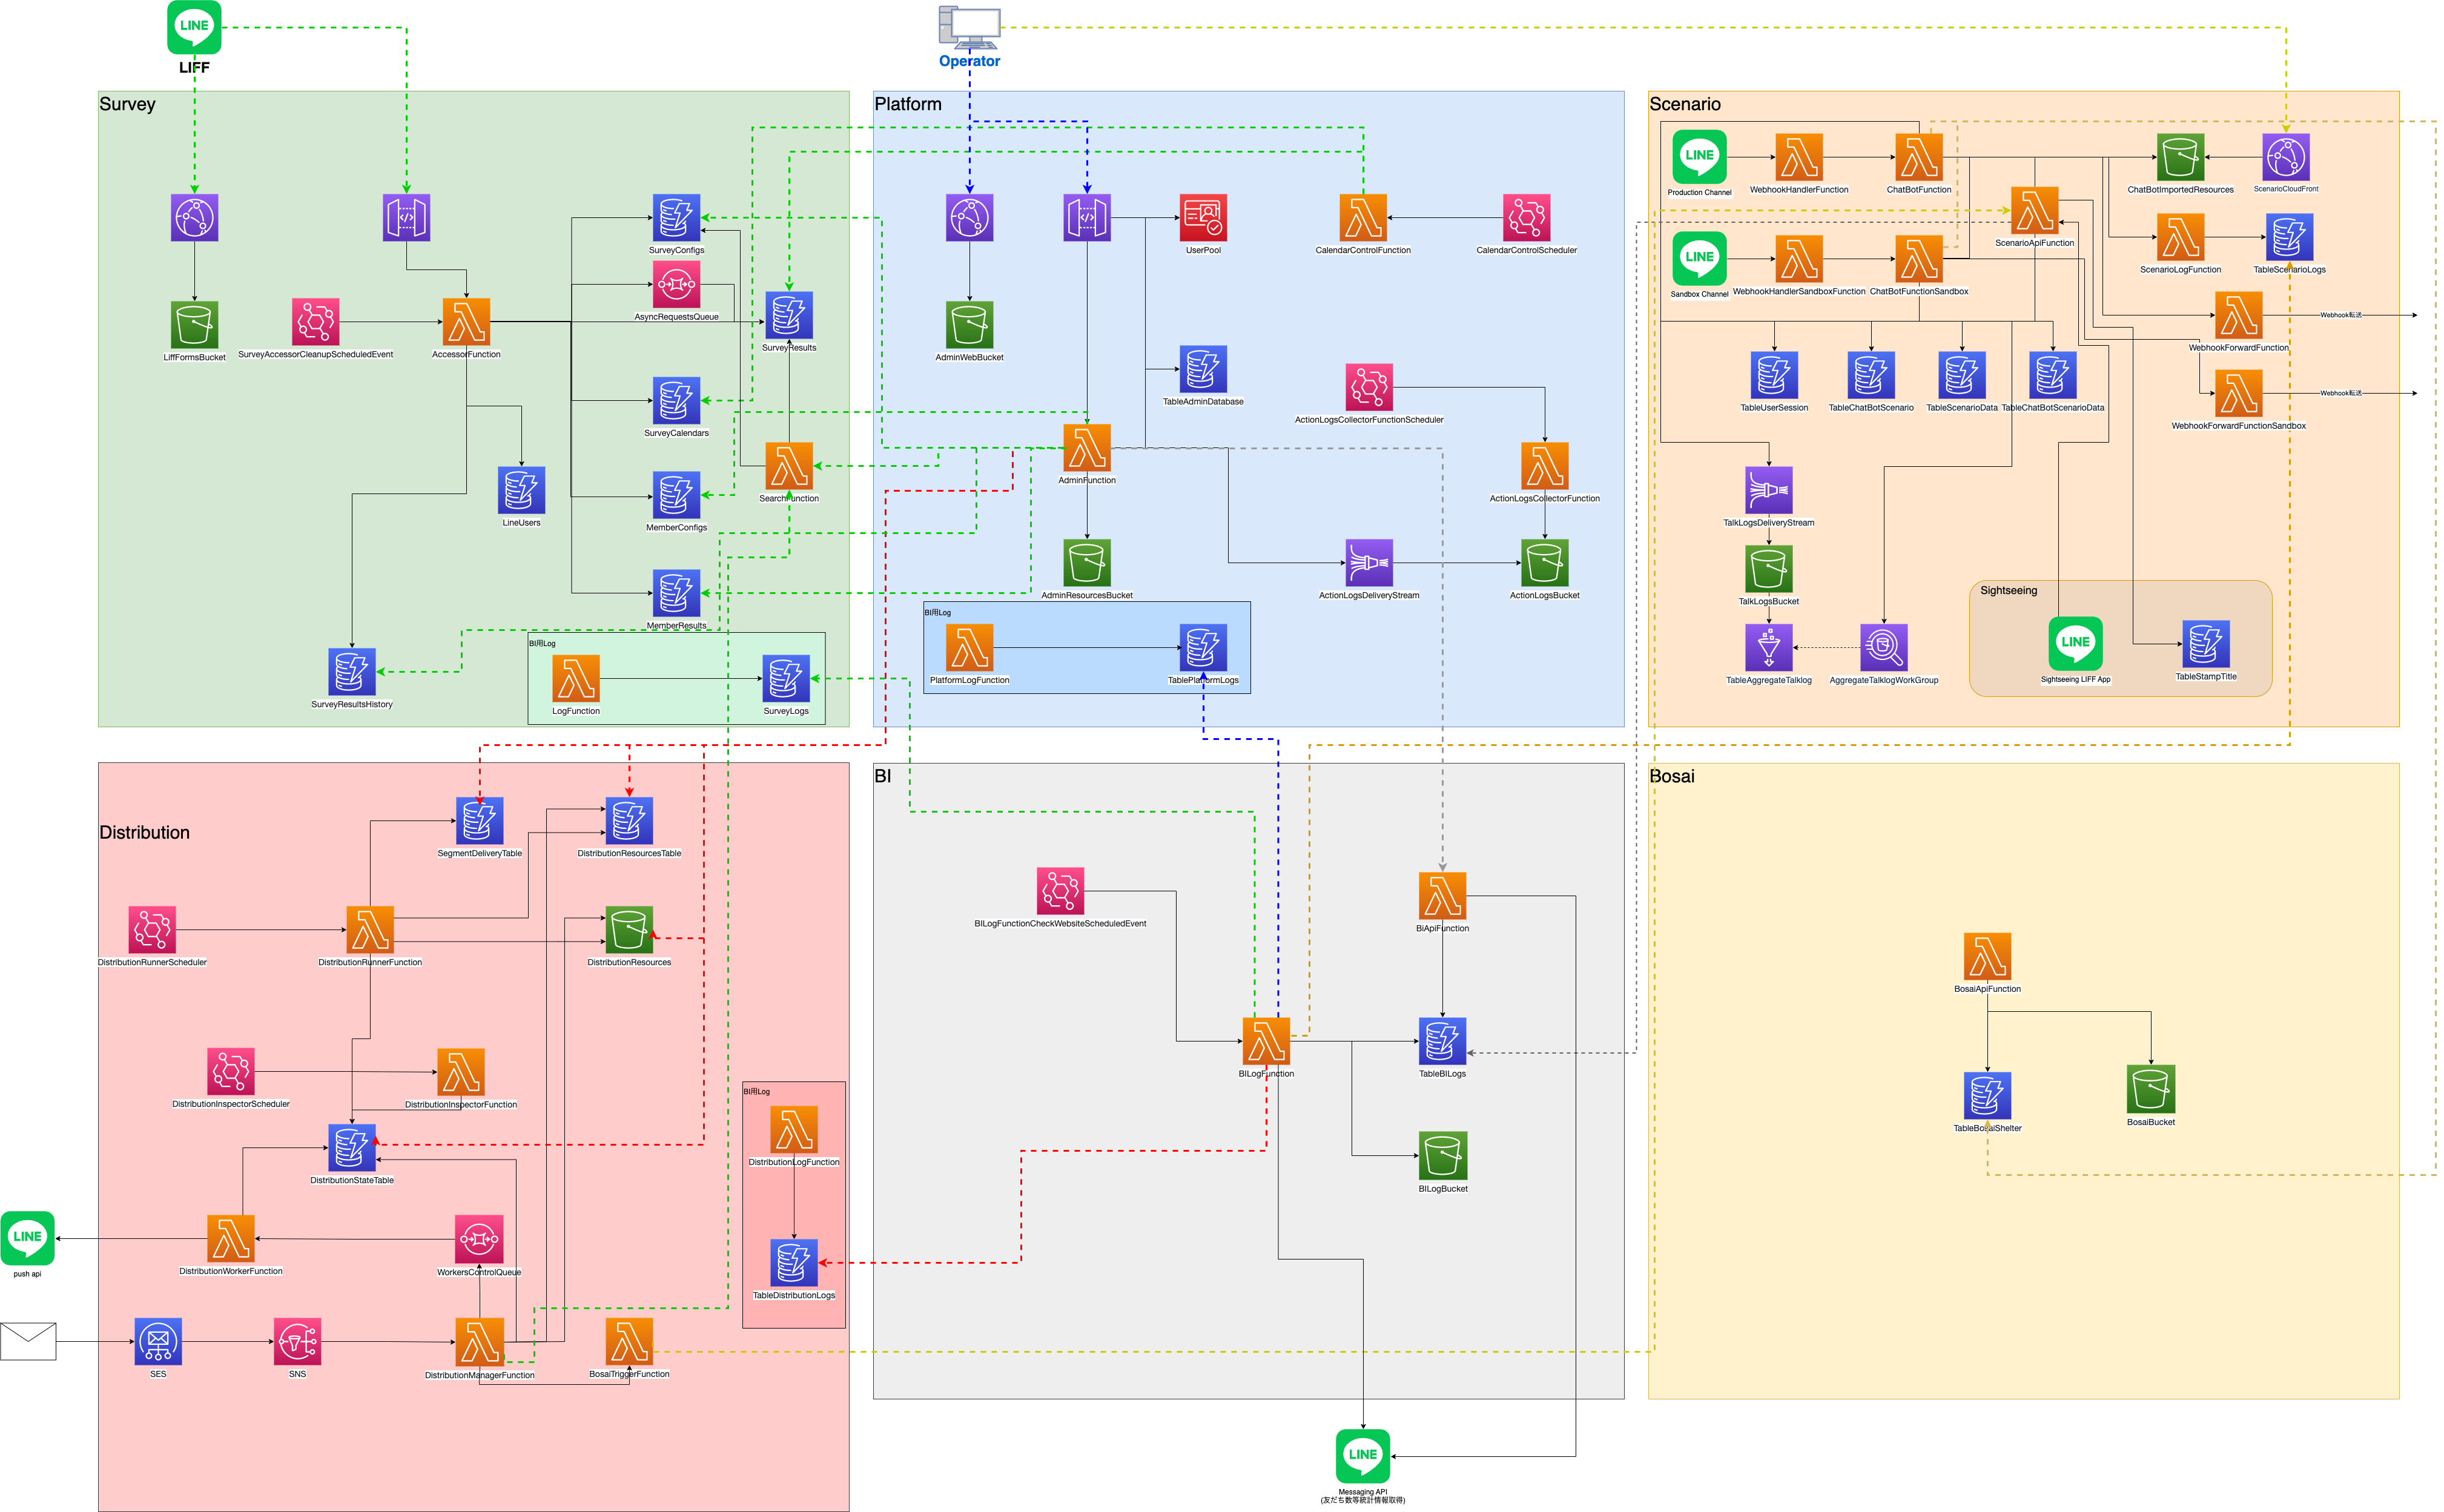 LINE
LIFF
Operator
Survey
LiffFormsBucket
SurveyAccessorCleanupScheduledEvent
AccessorFunction
SurveyConfigs
AsyncRequestsQueue
SurveyResults
SurveyCalendars
SearchFunction
LineUsers
MemberConfigs
MemberResults
SurveyResultsHistory
BI用Log
LogFunction
SurveyLogs
Platform
UserPool
CalendarControlFunction
CalendarControlScheduler
AdminWebBucket
TableAdminDatabase
ActionLogsCollectorFunctionScheduler
AdminFunction
ActionLogsCollectorFunction
AdminResourcesBucket
ActionLogsDeliveryStream
ActionLogsBucket
BI用Log
PlatformLogFunction
TablePlatformLogs
Scenario
LINE
Production Channel
WebhookHandlerFunction
ChatBotFunction
ChatBotImportedResources
ScenarioCloudFront
ScenarioApiFunction
LINE
Sandbox Channel
WebhookHandlerSandboxFunction
ChatBotFunctionSandbox
ScenarioLogFunction
TableScenarioLogs
WebhookForwardFunction
Webhook転送
TableUserSession
TableChatBotScenario
TableScenarioData
TableChatBotScenarioData
WebhookForwardFunctionSandbox
Webhook転送
TalkLogsDeliveryStream
TalkLogsBucket
TableAggregateTalklog
AggregateTalklogWorkGroup
Sightseeing
LINE
Sightseeing LIFF App
TableStampTitle
Distribution
SegmentDeliveryTable
DistributionResourcesTable
DistributionRunnerScheduler
DistributionRunnerFunction
DistributionResources
DistributionInspectorScheduler
DistributionInspectorFunction
DistributionStateTable
BI用Log
DistributionLogFunction
TableDistributionLogs
LINE
push api
DistributionWorkerFunction
WorkersControlQueue
SES
SNS
DistributionManagerFunction
BosaiTriggerFunction
BI
BILogFunctionCheckWebsiteScheduledEvent
BiApiFunction
BILogFunction
TableBILogs
BILogBucket
LINE
Messaging API
(友だち数等統計情報取得)
Bosai
BosaiApiFunction
TableBosaiShelter
BosaiBucket